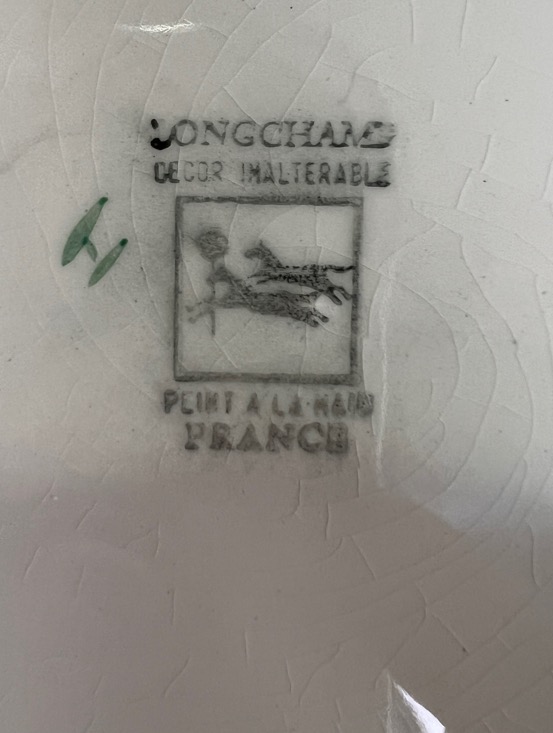 LONGCHAMP
DECOR INALTERABLE
PEINT A LA MAIN
FRANCE